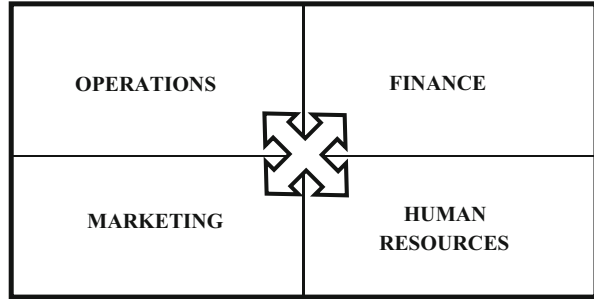 OPERATIONS
FINANCE
MARKETING
HUMAN
RESOURCES